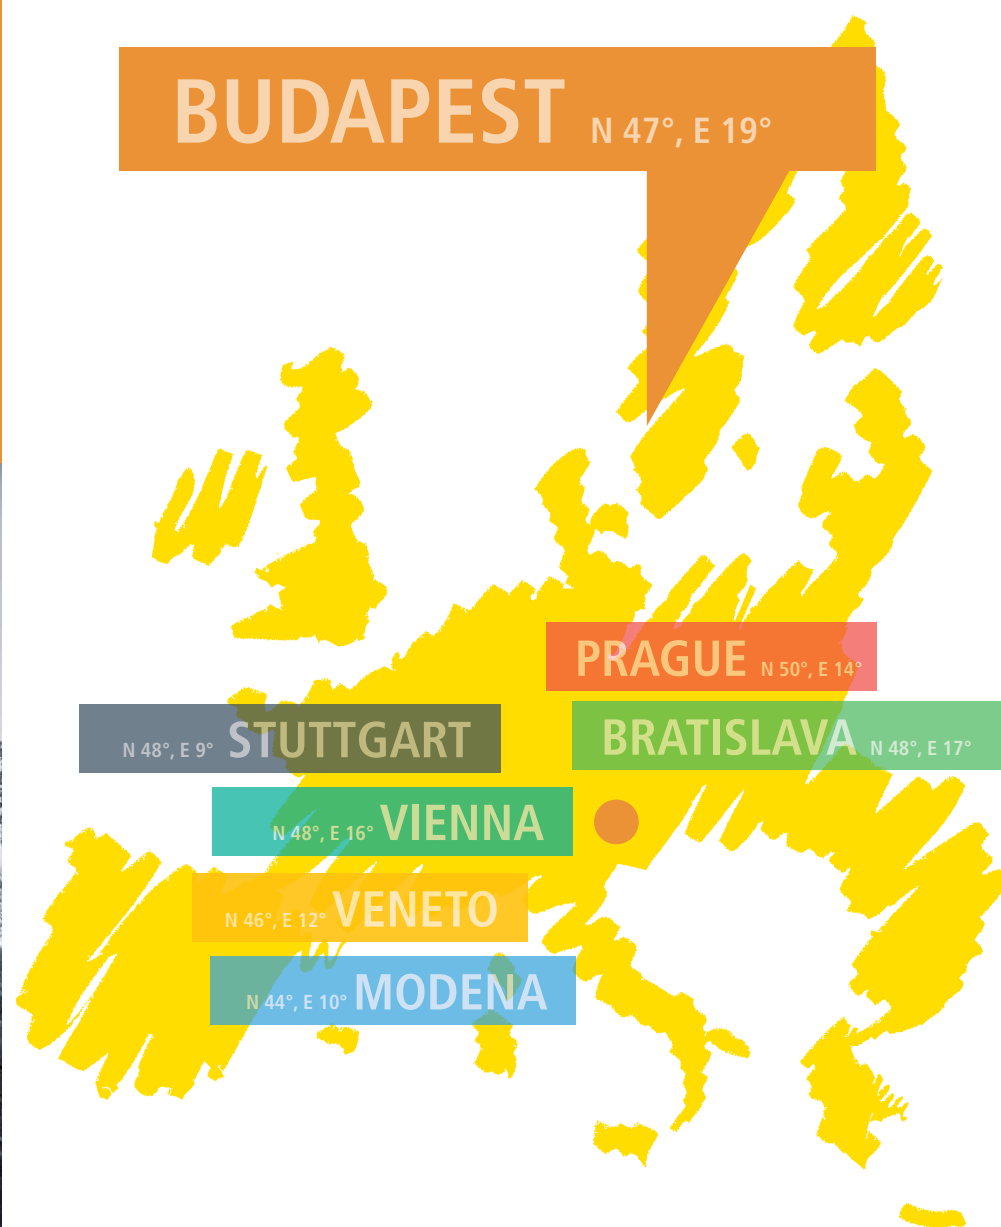 BUDAPEST N 47°, E 19°
PRAGUE N 50°, E 14°
N 48°, E 9° STUTTGART
BRATISLAVA N 48°, E 17°
N 48°, E 16° VIENNA
N 46°, E 12° VENETO
N 44°, E 10° MODENA